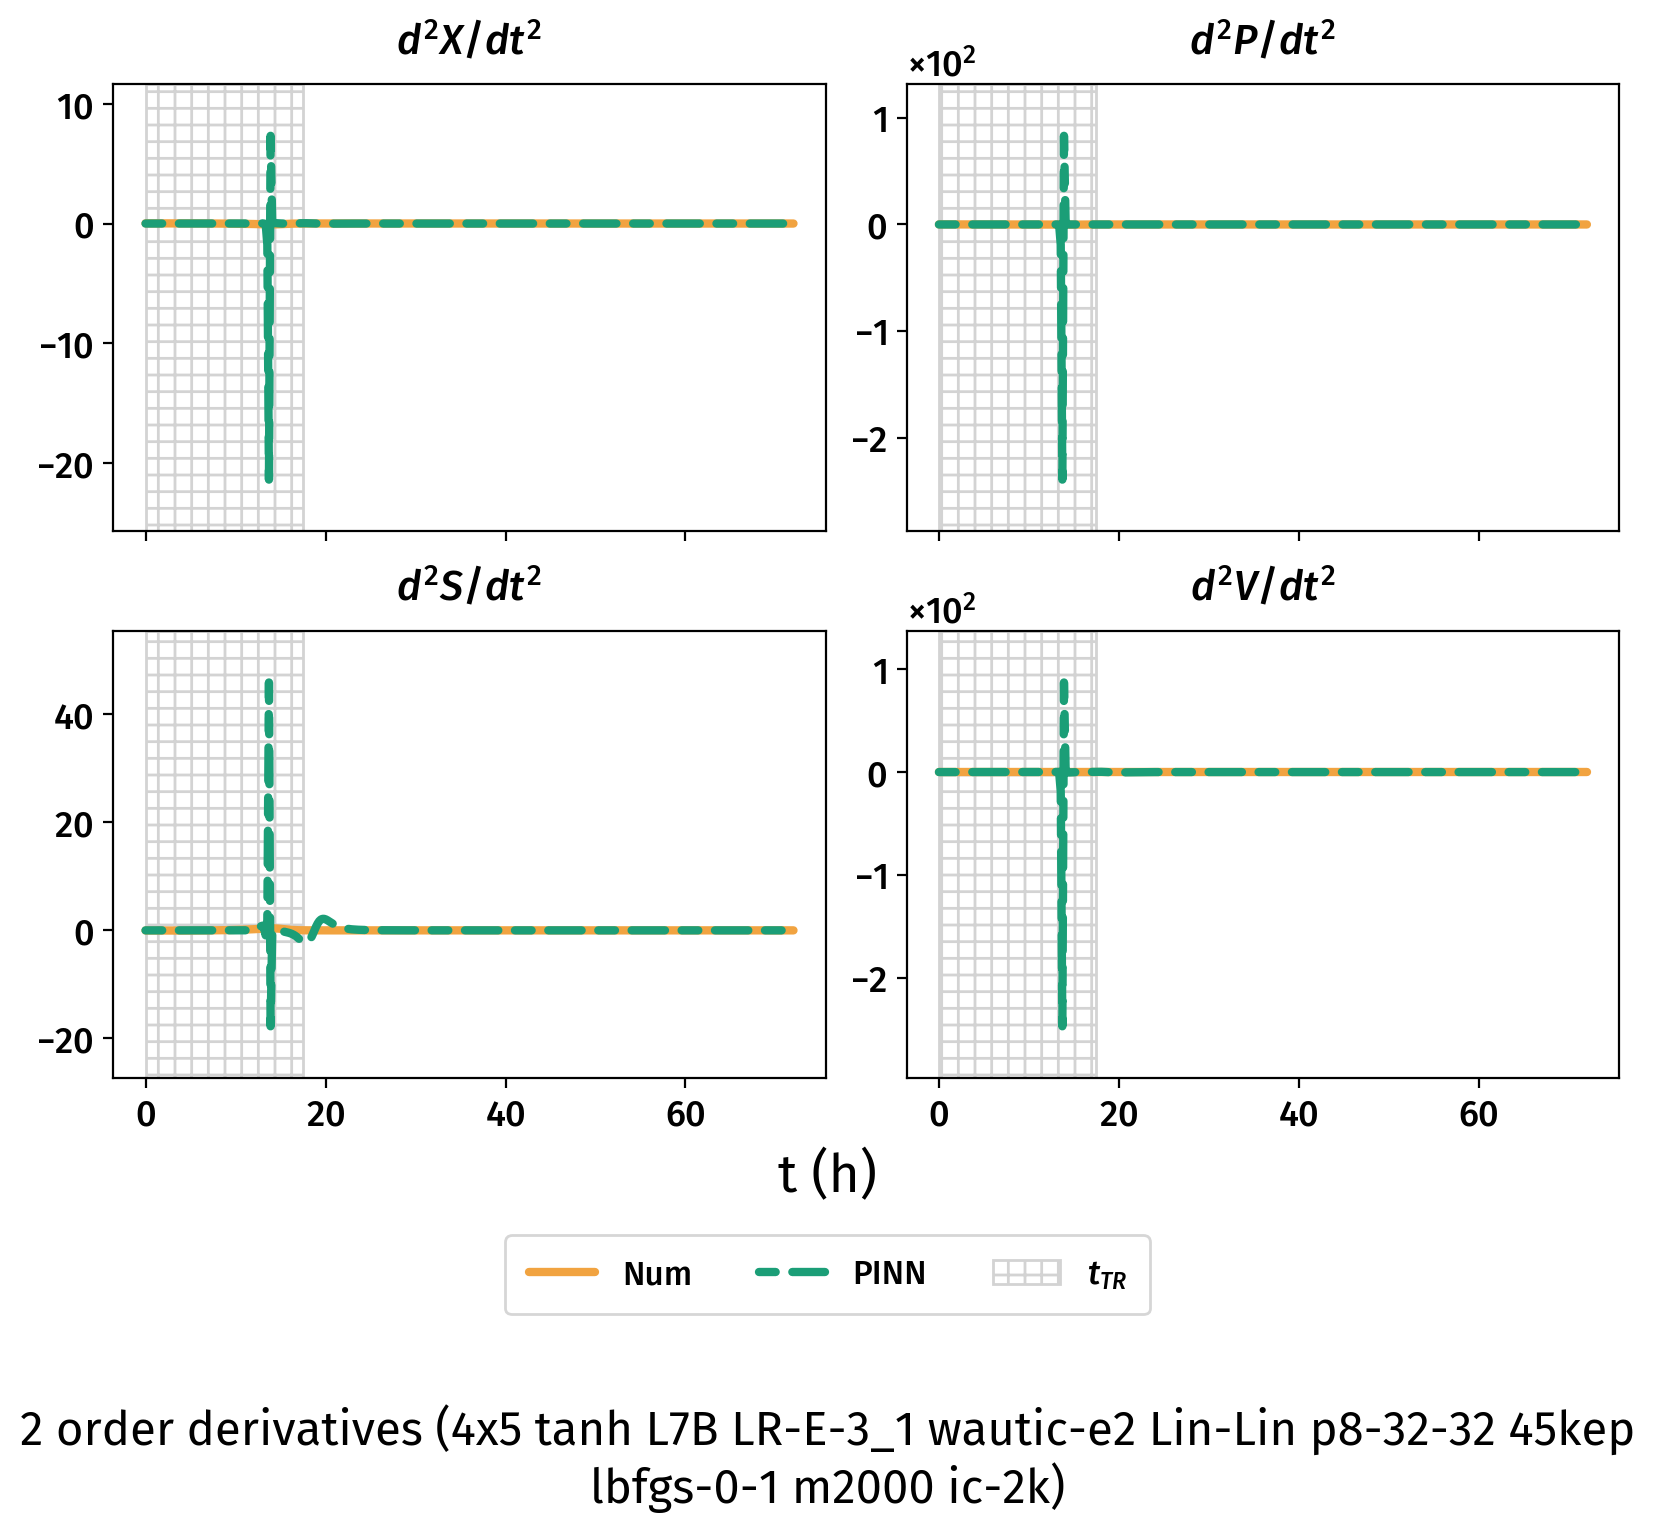 d²X/dt²
10
0
−10
−20
d²P/dt²
×10²
1
0
−1
−2
d²S/dt²
40
20
0
−20
0 20 40 60
d²V/dt²
×10²
1
0
−1
−2
0 20 40 60
t (h)
Num PINN t_TR
2 order derivatives (4x5 tanh L7B LR-E-3_1 wautic-e2 Lin-Lin p8-32-32 45kep
lbfgs-0-1 m2000 ic-2k)